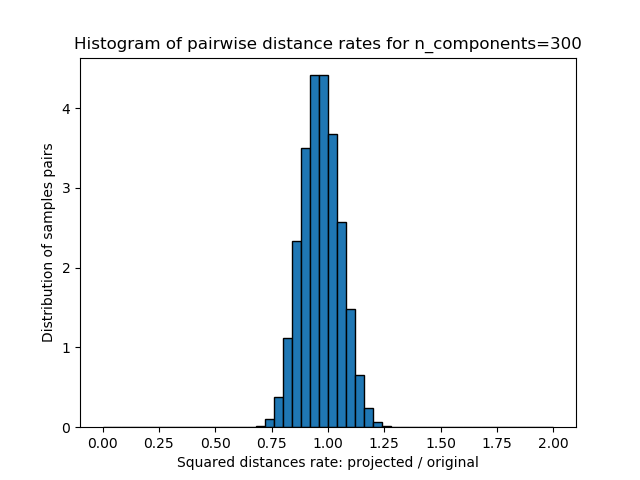 Histogram of pairwise distance rates for n_components=300
Distribution of samples pairs
4
3
2
1
0
0.00 0.25 0.50 0.75 1.00 1.25 1.50 1.75 2.00
Squared distances rate: projected / original